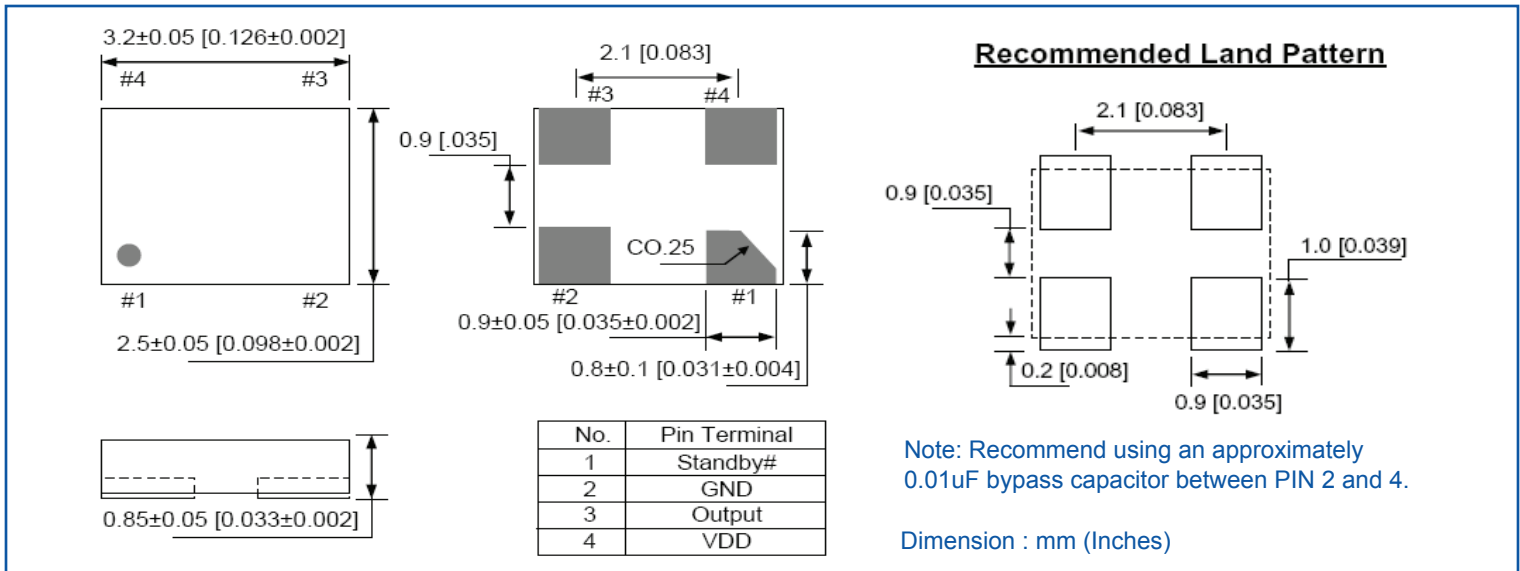 3.2±0.05 [0.126±0.002]
#4 #3
#1 #2
2.5±0.05 [0.098±0.002]
0.85±0.05 [0.033±0.002]
2.1 [0.083]
#3 #4
0.9 [.035]
CO.25
#2 #1
0.9±0.05 [0.035±0.002]
0.8±0.1 [0.031±0.004]
No. Pin Terminal
1 Standby#
2 GND
3 Output
4 VDD
Recommended Land Pattern
2.1 [0.083]
0.9 [0.035]
1.0 [0.039]
0.2 [0.008]
0.9 [0.035]
Note: Recommend using an approximately
0.01uF bypass capacitor between PIN 2 and 4.
Dimension : mm (Inches)